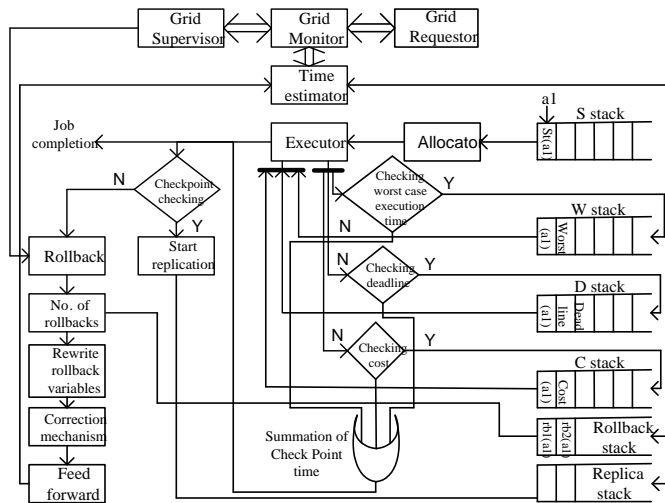 Grid
Supervisor
Grid
Monitor
Grid
Requestor
Time
estimator
a1
S stack
S(a1)
Job
completion
Executor
Allocator
N
Checkpoint
checking
Y
Checking
worst case
execution
time
Y
N
W stack
Worst
(a1)
Rollback
Start
replication
N
Checking
deadline
Y
D stack
Dead
line
(a1)
No. of
rollbacks
N
Checking
cost
Y
C stack
Cost
(a1)
Rewrite
rollback
variables
Correction
mechanism
Feed
forward
Summation of
Check Point
time
rb1(a1)
rb2(a1)
Rollback
stack
Replica
stack